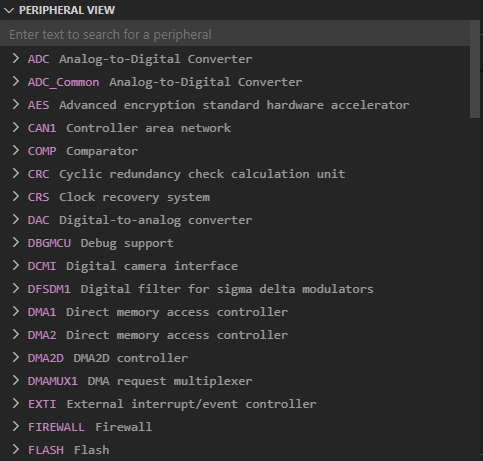 PERIPHERAL VIEW
Enter text to search for a peripheral
ADC Analog-to-Digital Converter
ADC_Common Analog-to-Digital Converter
AES Advanced encryption standard hardware accelerator
CAN1 Controller area network
COMP Comparator
CRC Cyclic redundancy check calculation unit
CRS Clock recovery system
DAC Digital-to-analog converter
DBGMCU Debug support
DCMI Digital camera interface
DFSDM1 Digital filter for sigma delta modulators
DMA1 Direct memory access controller
DMA2 Direct memory access controller
DMA2D DMA2D controller
DMAMUX1 DMA request multiplexer
EXTI External interrupt/event controller
FIREWALL Firewall
FLASH Flash